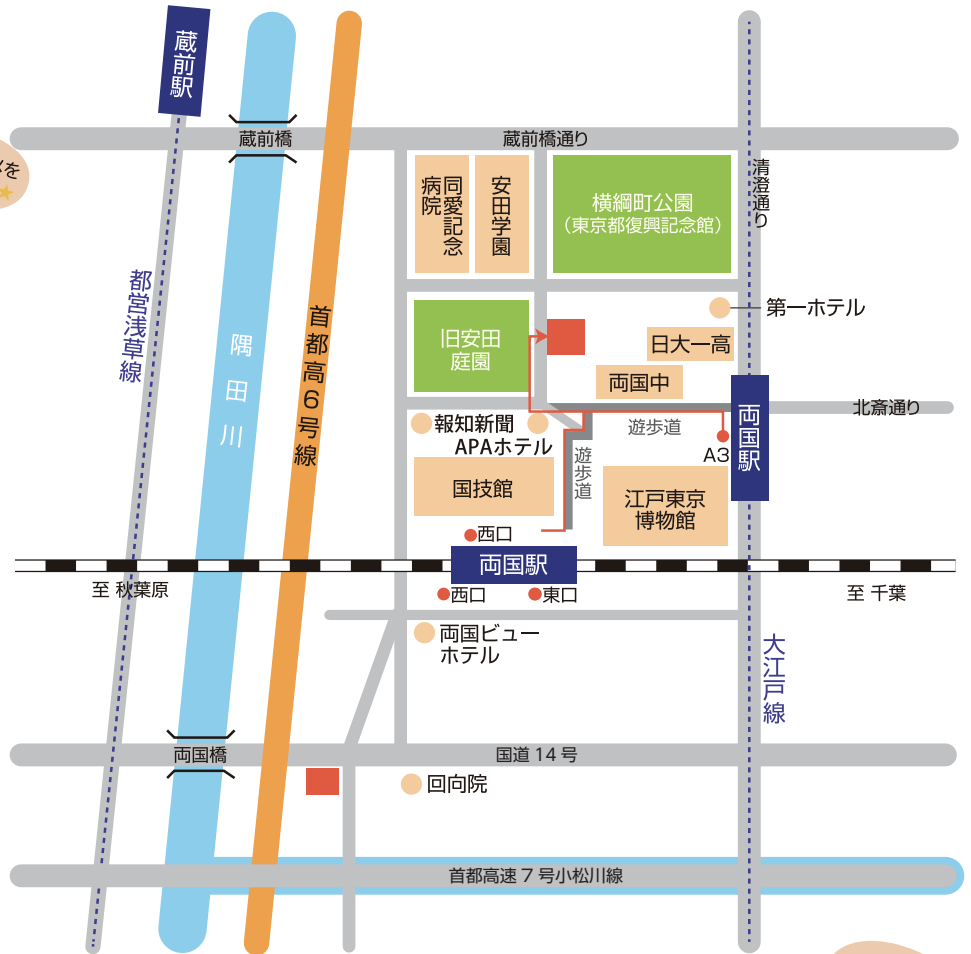 蔵前駅
蔵前橋
蔵前橋通り
を
清澄通り
同愛記念
病院
安田学園
横綱町公園
（東京都復興記念館）
都営浅草線
隅田川
首都高6号線
旧安田
庭園
第一ホテル
日大一高
両国中
両国駅
北斎通り
報知新聞
APAホテル
遊歩道
遊歩道
A3
国技館
江戸東京
博物館
西口
両国駅
至 秋葉原
西口
東口
至 千葉
両国ビュー
ホテル
大江戸線
両国橋
国道 14 号
回向院
首都高速 7 号小松川線